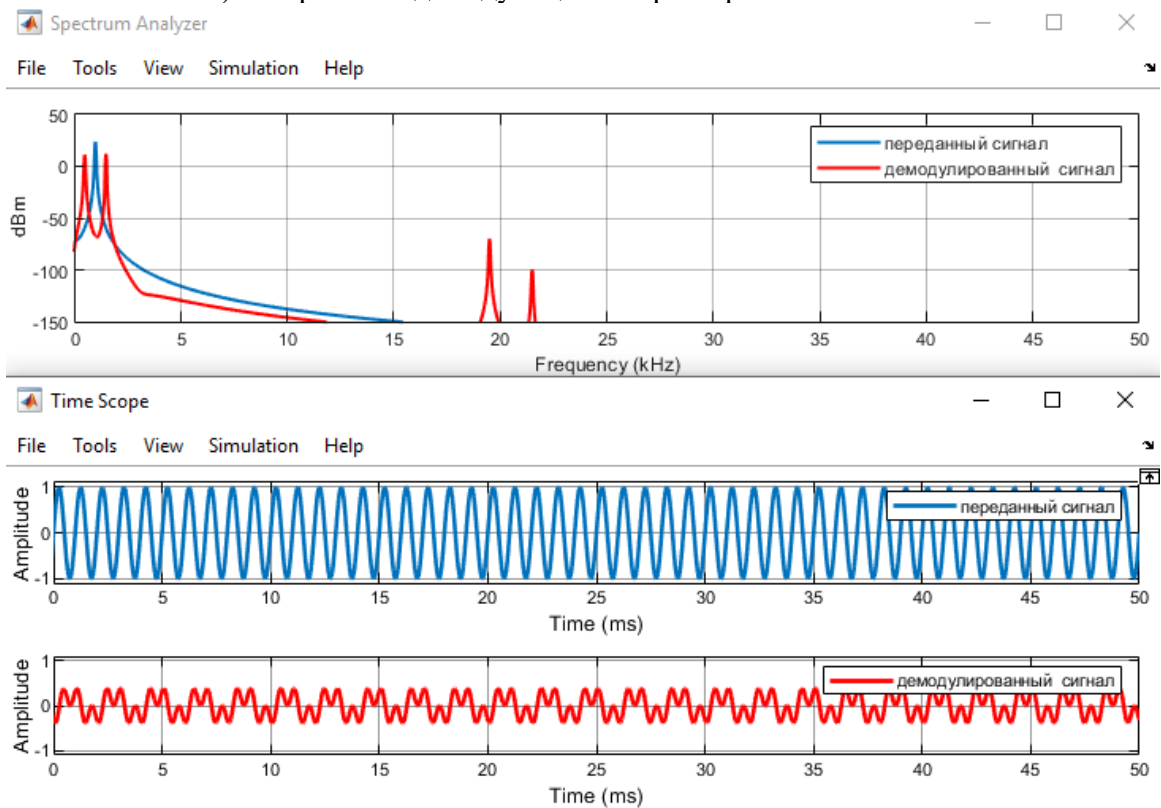 Spectrum Analyzer
File Tools View Simulation Help
50
0
-50
-100
-150
dBm
переданный сигнал
демодулированный сигнал
0 5 10 15 20 25 30 35 40 45 50
Frequency (kHz)
Time Scope
File Tools View Simulation Help
1
0
-1
Amplitude
переданный сигнал
0 5 10 15 20 25 30 35 40 45 50
Time (ms)
1
0
-1
Amplitude
демодулированный сигнал
0 5 10 15 20 25 30 35 40 45 50
Time (ms)